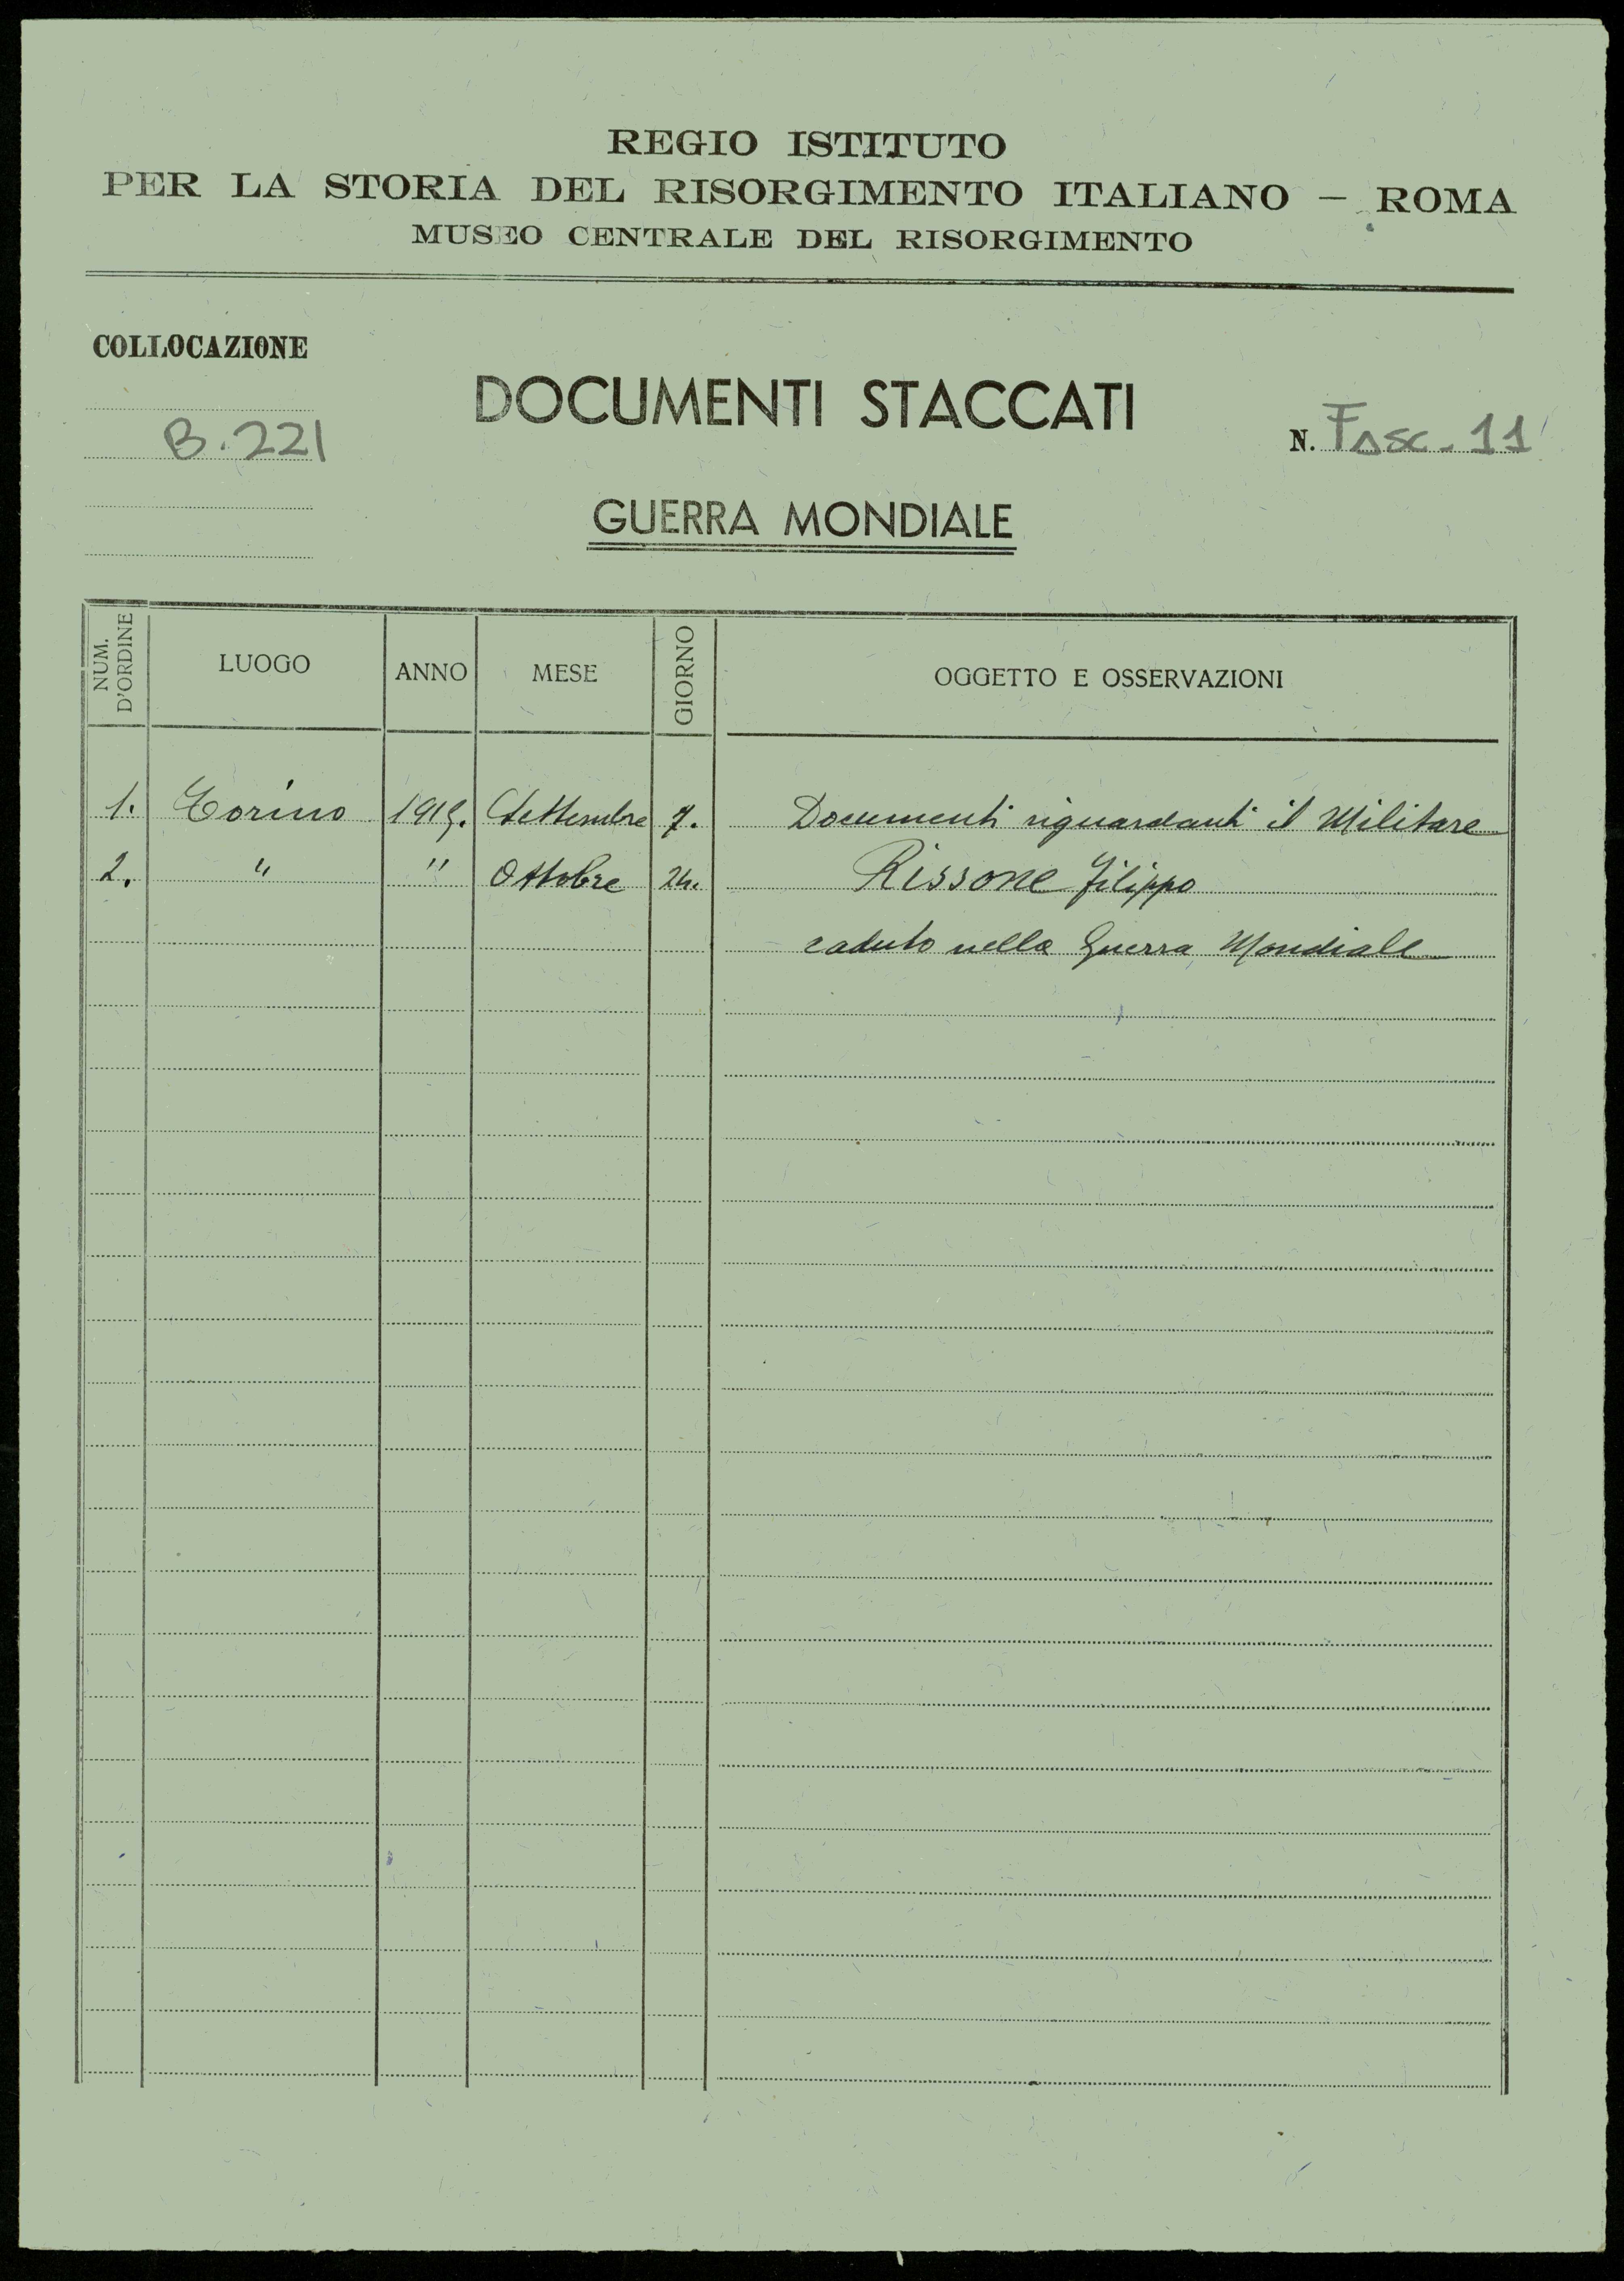 REGIO ISTITUTO
PER LA STORIA DEL RISORGIMENTO ITALIANO — ROMA
MUSEO CENTRALE DEL RISORGIMENTO
COLLOCAZIONE
DOCUMENTI STACCATI
B. 221
N. Fasc. 11
GUERRA MONDIALE
NUM. D'ORDINE LUOGO ANNO MESE GIORNO OGGETTO E OSSERVAZIONI
1. Torino Settembre 7. Documenti riguardanti il Militare
2. " " Ottobre 24. Rissone Filippo
caduto nella Guerra Mondiale